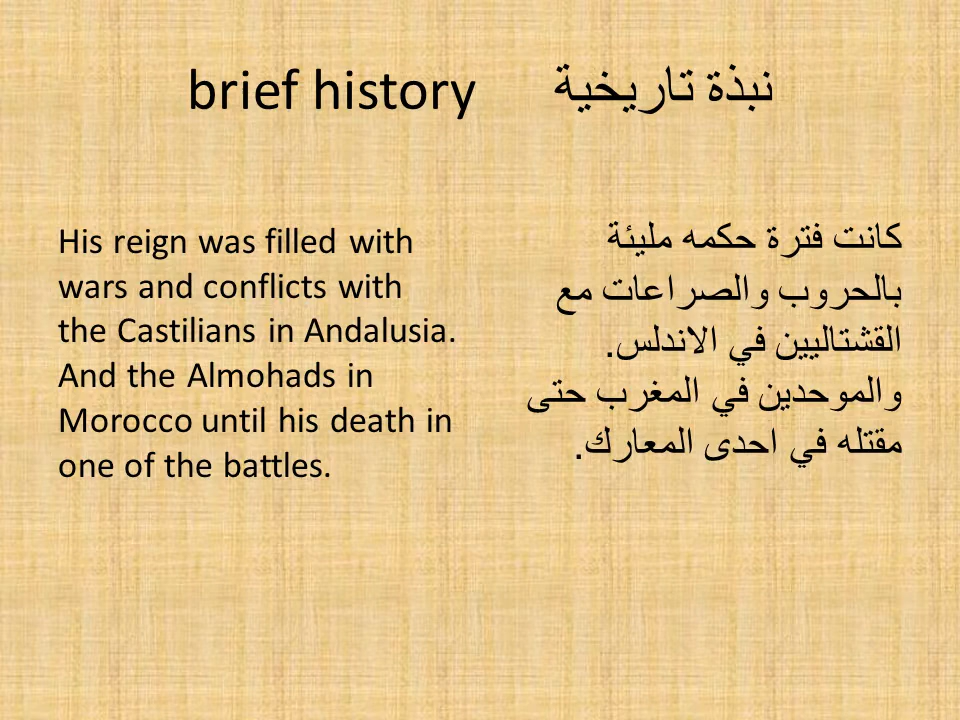 brief history نبذة تاريخية
His reign was filled with
wars and conflicts with
the Castilians in Andalusia.
And the Almohads in
Morocco until his death in
one of the battles.
كانت فترة حكمه مليئة
بالحروب والصراعات مع
القشتاليين في الاندلس.
والموحدين في المغرب حتى
مقتله في احدى المعارك.